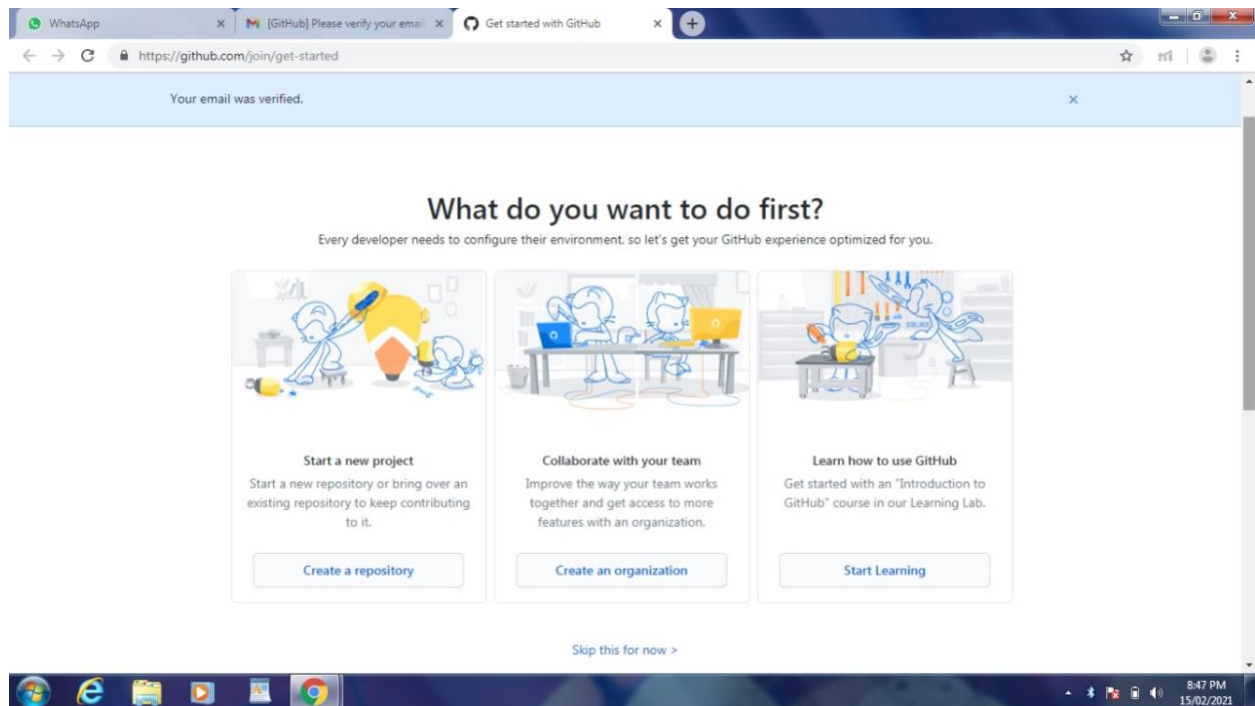 WhatsApp
[GitHub] Please verify your emai
Get started with GitHub
https://github.com/join/get-started
Your email was verified.
What do you want to do first?
Every developer needs to configure their environment, so let's get your GitHub experience optimized for you.
Start a new project
Start a new repository or bring over an
existing repository to keep contributing
to it.
Create a repository
Collaborate with your team
Improve the way your team works
together and get access to more
features with an organization.
Create an organization
Learn how to use GitHub
Get started with an "Introduction to
GitHub" course in our Learning Lab.
Start Learning
Skip this for now >
8:47 PM
15/02/2021